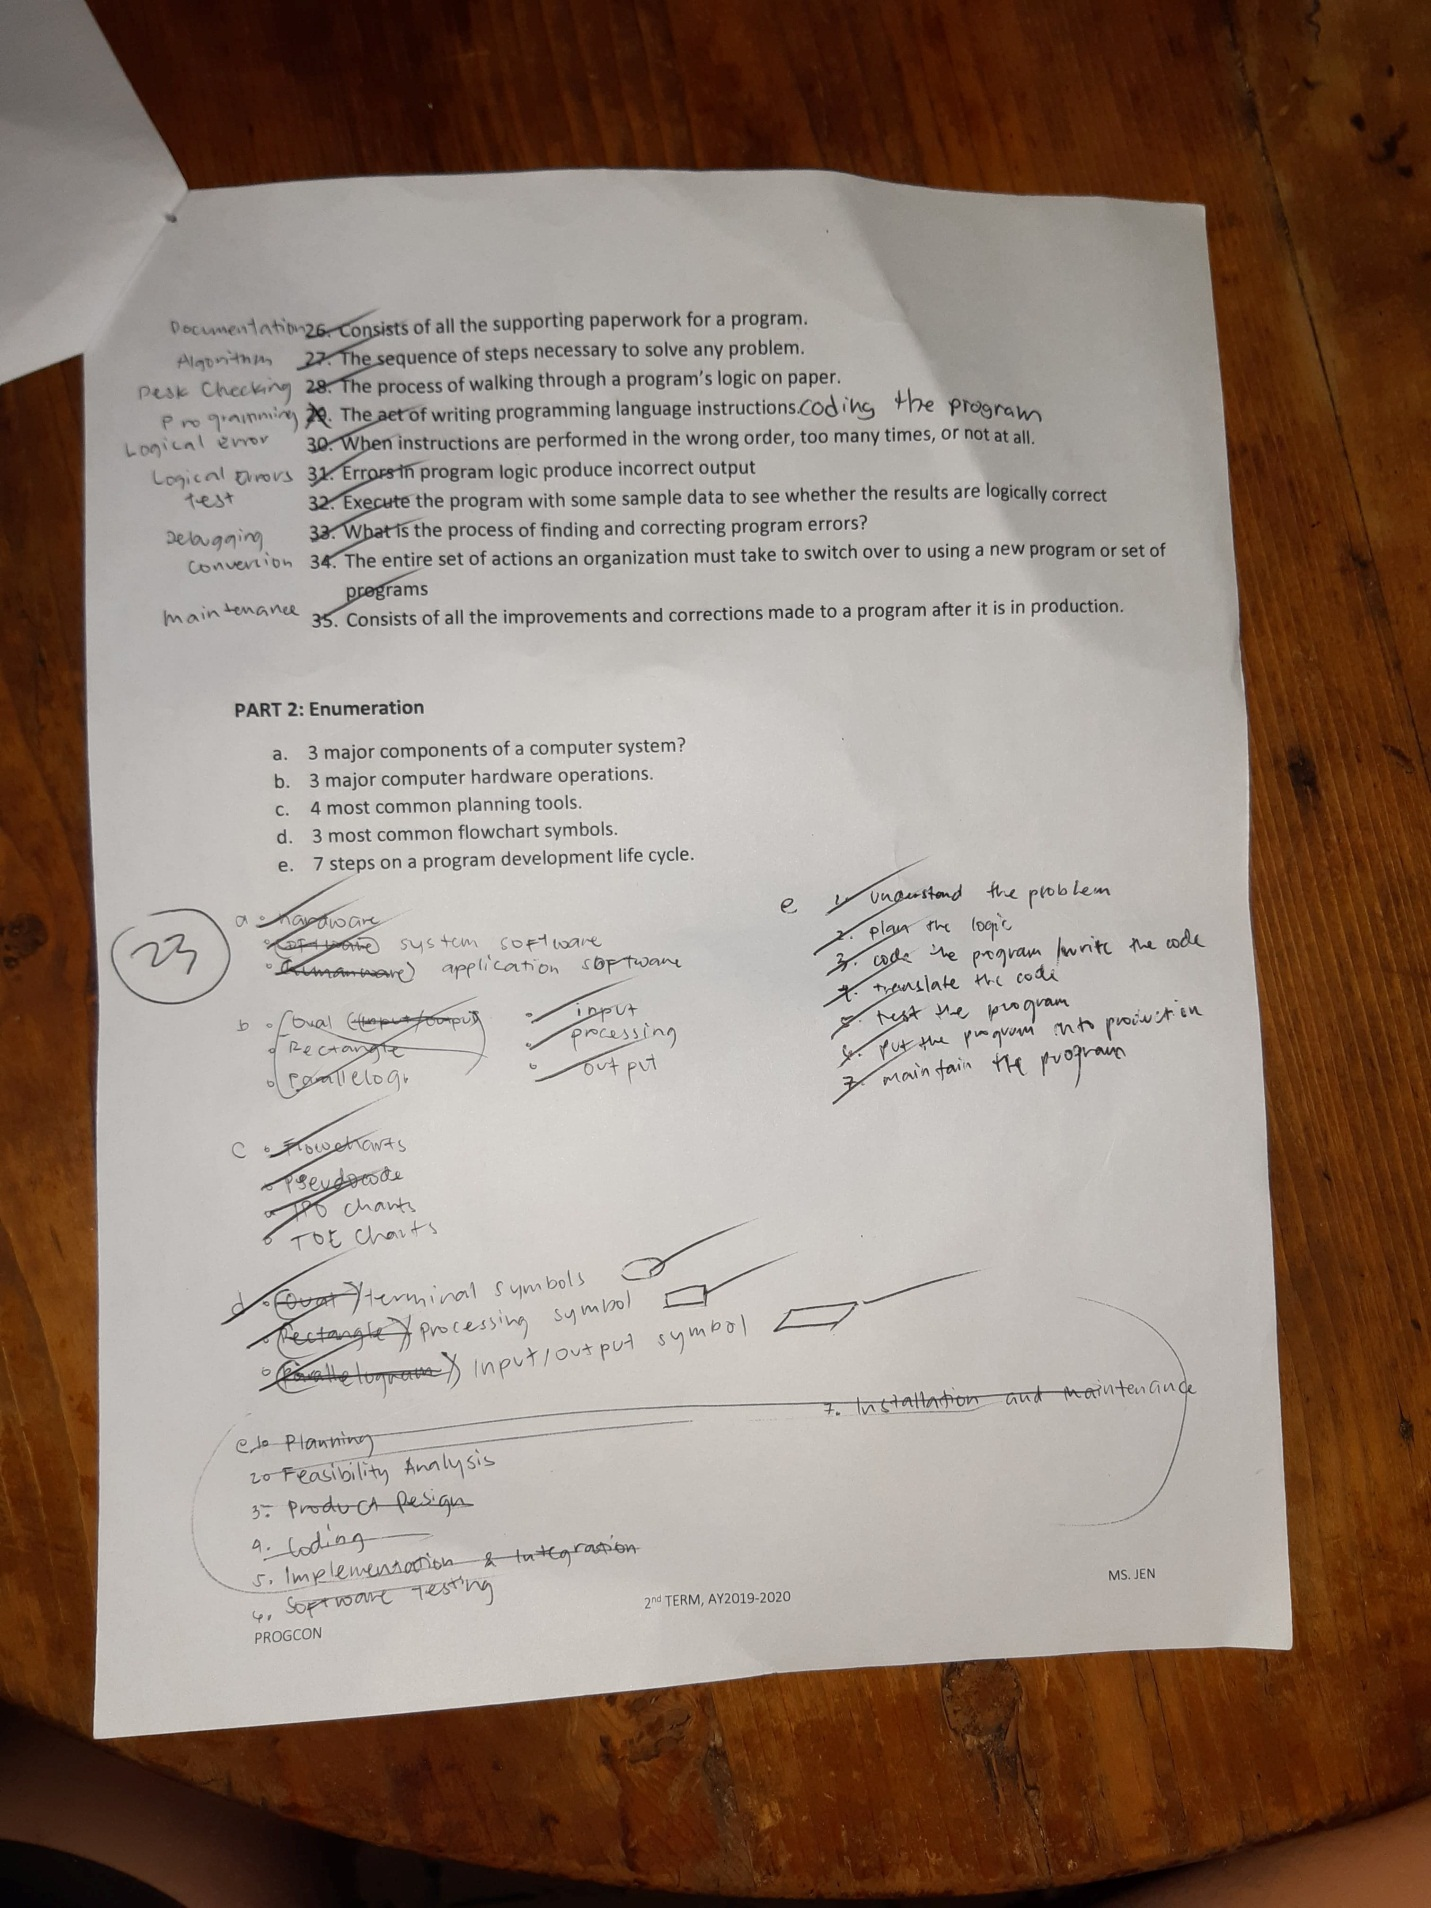 Documentation 26. Consists of all the supporting paperwork for a program.
Algorithm 27. The sequence of steps necessary to solve any problem.
Desk Checking 28. The process of walking through a program's logic on paper.
Programming 29. The act of writing programming language instructions. Coding the program
Logical error 30. When instructions are performed in the wrong order, too many times, or not at all.
Logical Errors 31. Errors in program logic produce incorrect output
test 32. Execute the program with some sample data to see whether the results are logically correct
Debugging 33. What is the process of finding and correcting program errors?
Conversion 34. The entire set of actions an organization must take to switch over to using a new program or set of
programs
maintenance 35. Consists of all the improvements and corrections made to a program after it is in production.
PART 2: Enumeration
a. 3 major components of a computer system?
b. 3 major computer hardware operations.
c. 4 most common planning tools.
d. 3 most common flowchart symbols.
e. 7 steps on a program development life cycle.
23
a hardware
(software) system software
(humanware) application software
b Oval (input/output)
Rectangle
Parallelog
input
processing
output
e 1. understand the problem
2. plan the logic
3. code the program/write the code
4. translate the code
5. test the program
6. put the program into production
7. maintain the program
c Flowcharts
Pseudocode
IPO charts
TOE Charts
d (Oval) terminal symbols
(Rectangle) processing symbol
(Parallelogram) input/output symbol
7. Installation and Maintenance
e 1. Planning
2. Feasibility Analysis
3. Product Design
4. Coding
5. Implementation & Integration
6. Software Testing
MS. JEN
2nd TERM, AY2019-2020
PROGCON